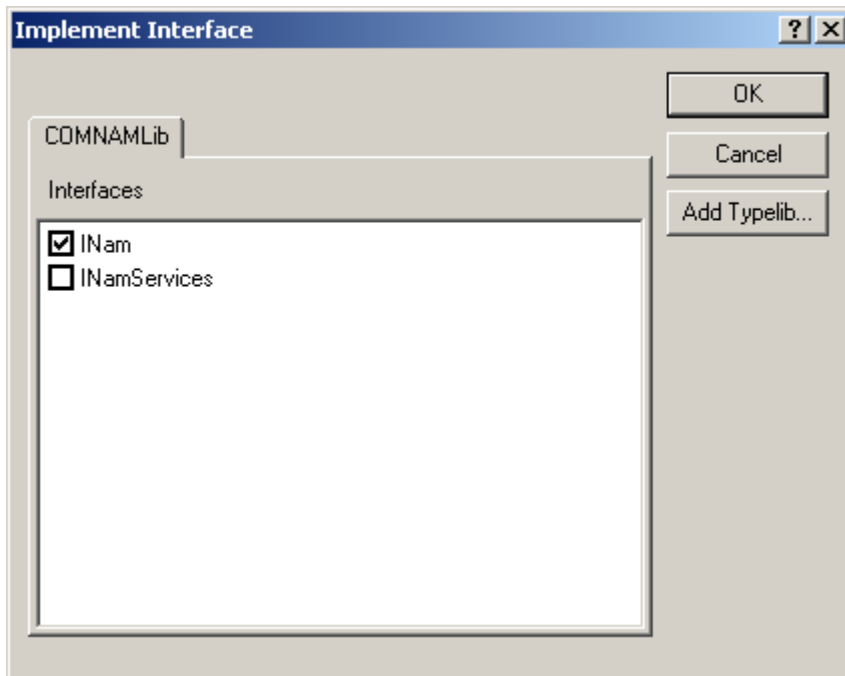 Implement Interface
OK
COMNAMLib
Cancel
Interfaces
Add Typelib...
INam
INamServices